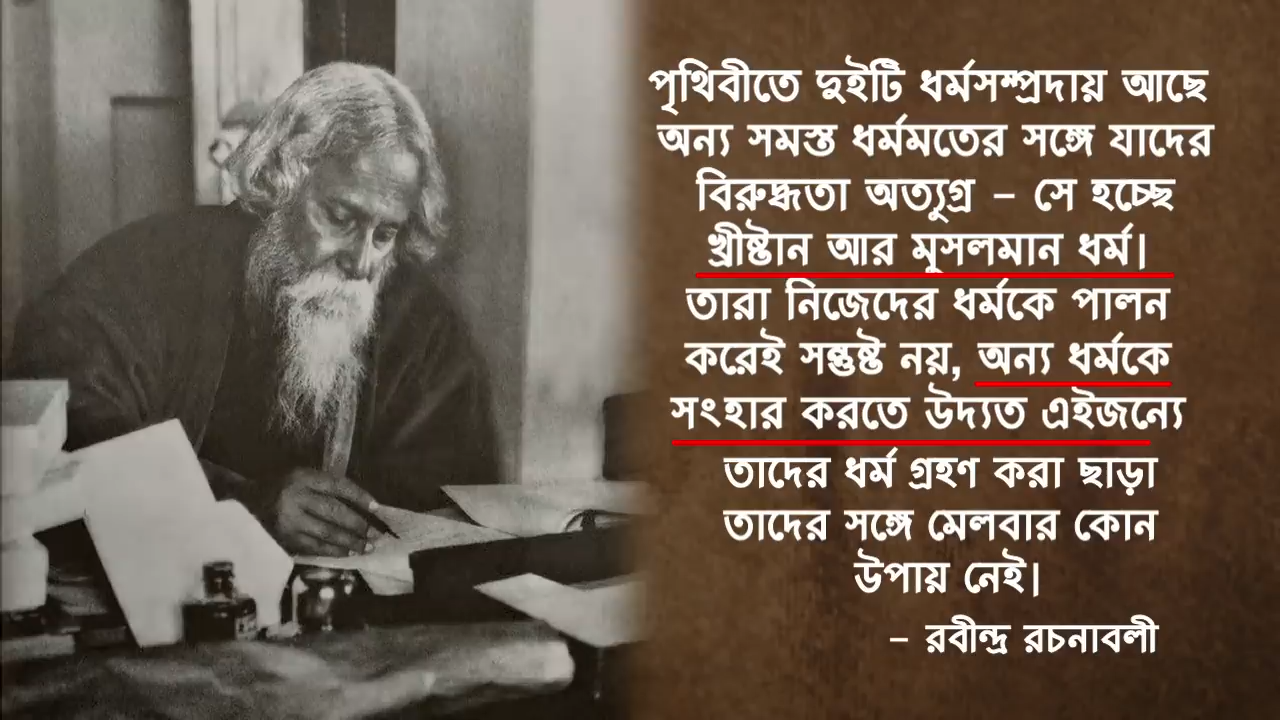 পৃথিবীতে দুইটি ধর্মসম্প্রদায় আছে
অন্য সমস্ত ধর্মমতের সঙ্গে যাদের
বিরুদ্ধতা অত্যুগ্র – সে হচ্ছে
খ্রীষ্টান আর মুসলমান ধর্ম।
তারা নিজেদের ধর্মকে পালন
করেই সন্তুষ্ট নয়, অন্য ধর্মকে
সংহার করতে উদ্যত এইজন্যে
তাদের ধর্ম গ্রহণ করা ছাড়া
তাদের সঙ্গে মেলবার কোন
উপায় নেই।
– রবীন্দ্র রচনাবলী